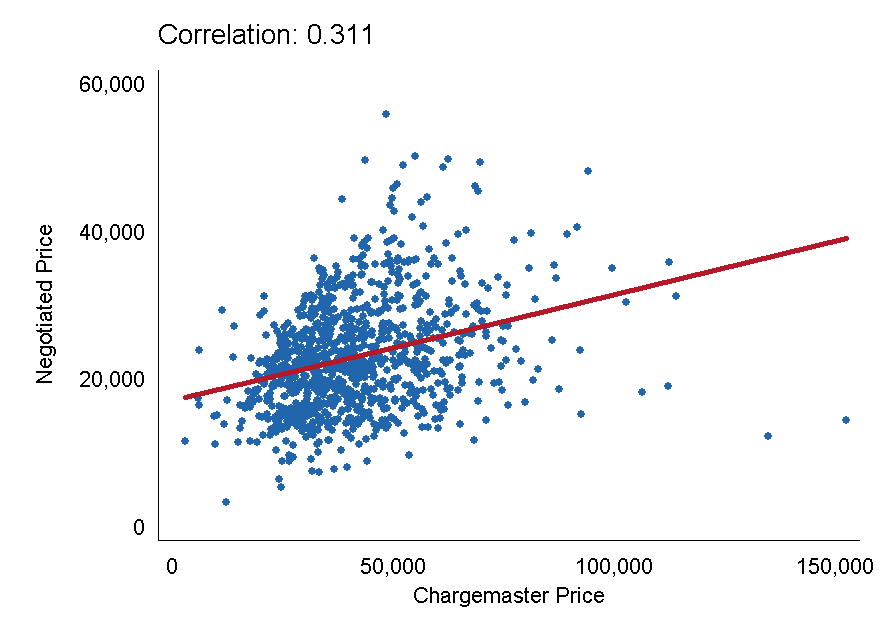 Correlation: 0.311
60,000
40,000
20,000
0
Negotiated Price
0 50,000 100,000 150,000
Chargemaster Price